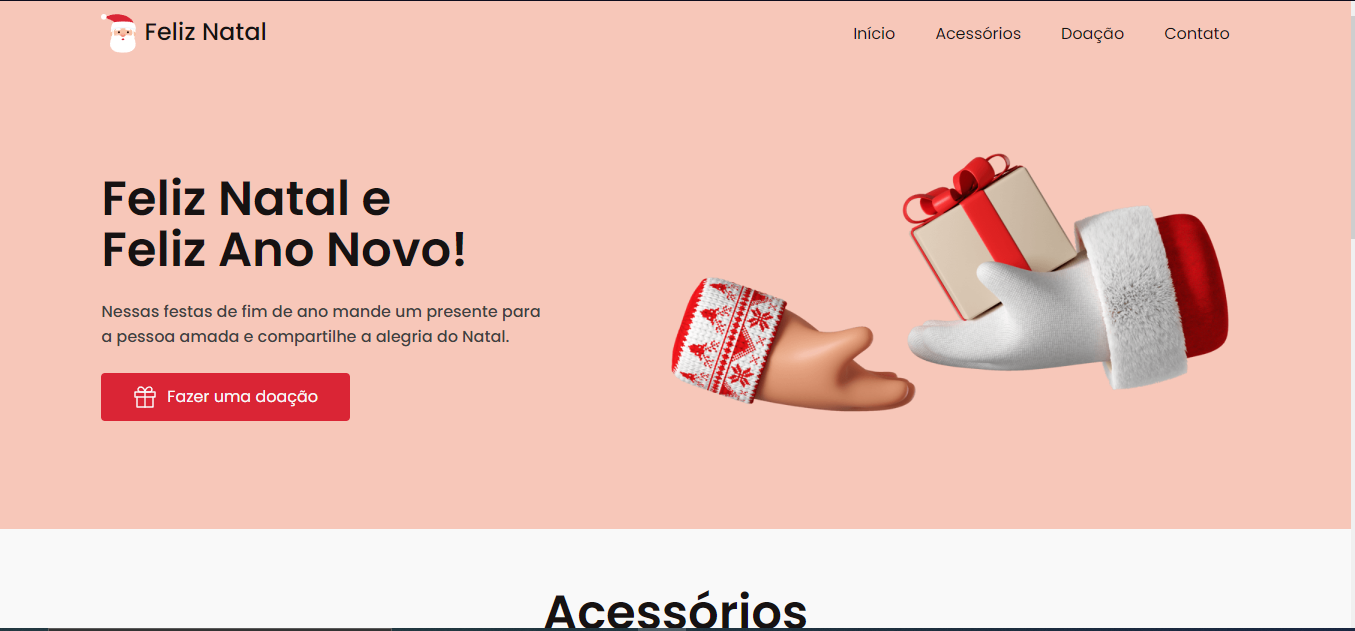 Feliz Natal
Início Acessórios Doação Contato
Feliz Natal e
Feliz Ano Novo!
Nessas festas de fim de ano mande um presente para
a pessoa amada e compartilhe a alegria do Natal.
Fazer uma doação
Acessórios